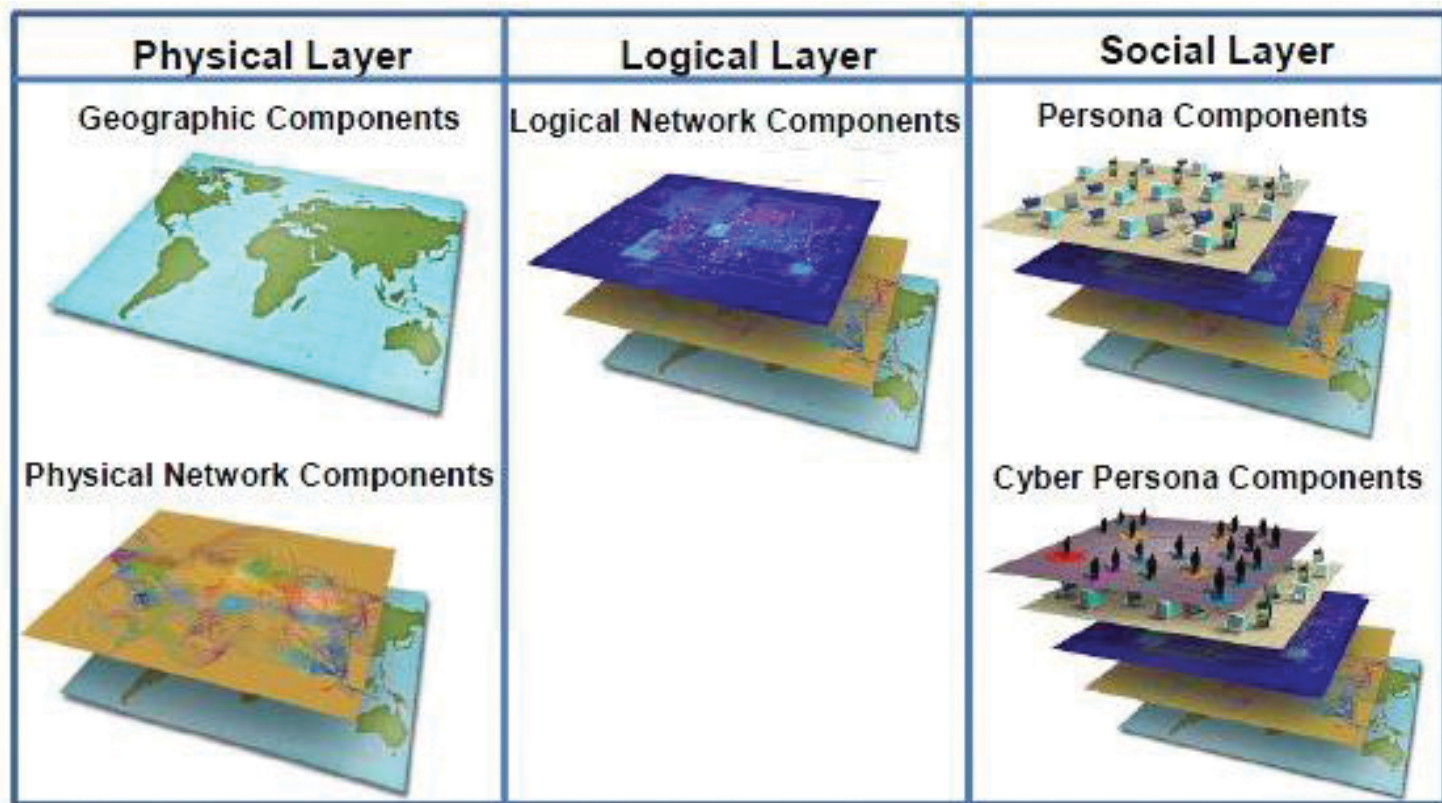 Physical Layer
Logical Layer
Social Layer
Geographic Components
Logical Network Components
Persona Components
Physical Network Components
Cyber Persona Components